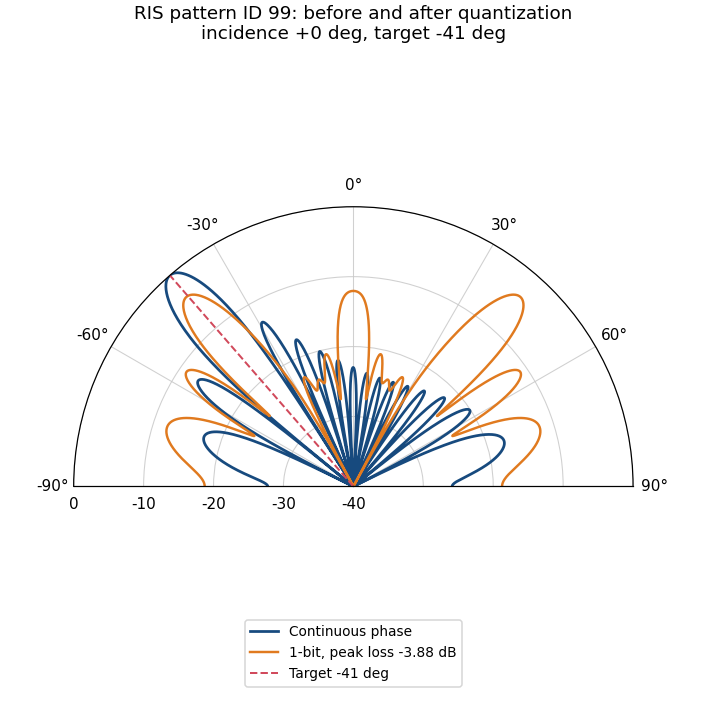 RIS pattern ID 99: before and after quantization
incidence +0 deg, target -41 deg
0°
-30°
30°
-60°
60°
-90°
90°
0
-10
-20
-30
-40
Continuous phase
1-bit, peak loss -3.88 dB
Target -41 deg